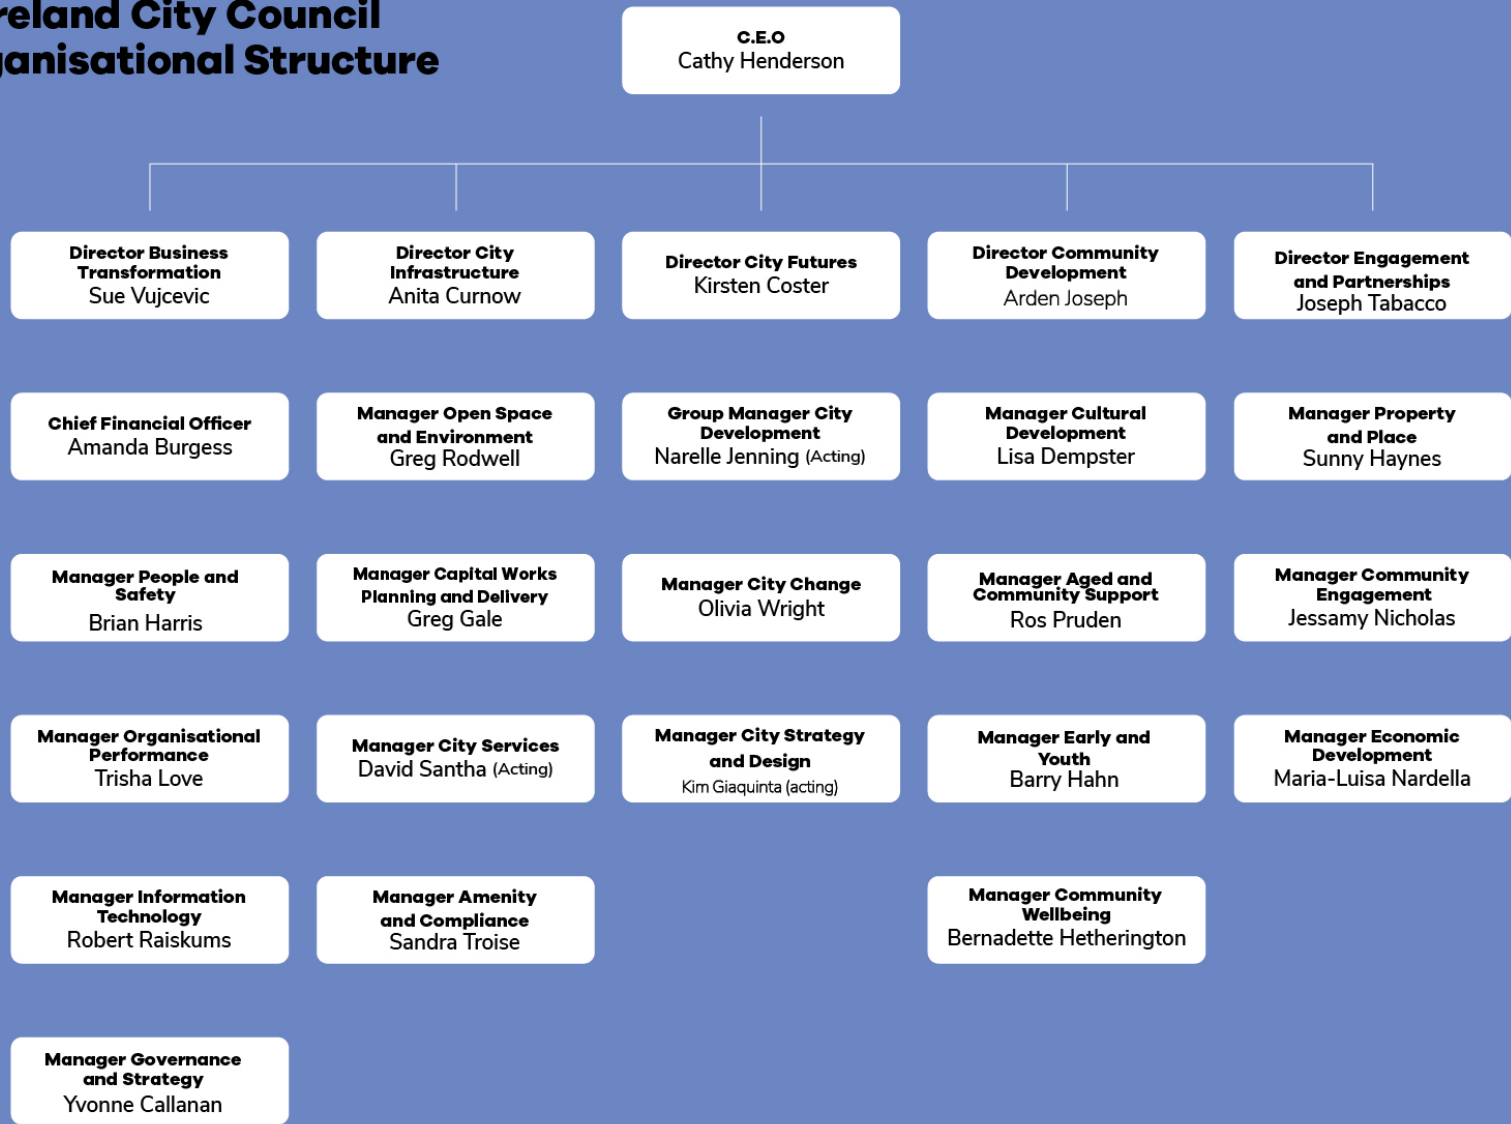 reland City Council
ganisational Structure
C.E.O
Cathy Henderson
Director Business
Transformation
Sue Vujcevic
Director City
Infrastructure
Anita Curnow
Director City Futures
Kirsten Coster
Director Community
Development
Arden Joseph
Director Engagement
and Partnerships
Joseph Tabacco
Chief Financial Officer
Amanda Burgess
Manager Open Space
and Environment
Greg Rodwell
Group Manager City
Development
Narelle Jenning (Acting)
Manager Cultural
Development
Lisa Dempster
Manager Property
and Place
Sunny Haynes
Manager People and
Safety
Brian Harris
Manager Capital Works
Planning and Delivery
Greg Gale
Manager City Change
Olivia Wright
Manager Aged and
Community Support
Ros Pruden
Manager Community
Engagement
Jessamy Nicholas
Manager Organisational
Performance
Trisha Love
Manager City Services
David Santha (Acting)
Manager City Strategy
and Design
Kim Giaquinta (acting)
Manager Early and
Youth
Barry Hahn
Manager Economic
Development
Maria-Luisa Nardella
Manager Information
Technology
Robert Raiskums
Manager Amenity
and Compliance
Sandra Troise
Manager Community
Wellbeing
Bernadette Hetherington
Manager Governance
and Strategy
Yvonne Callanan